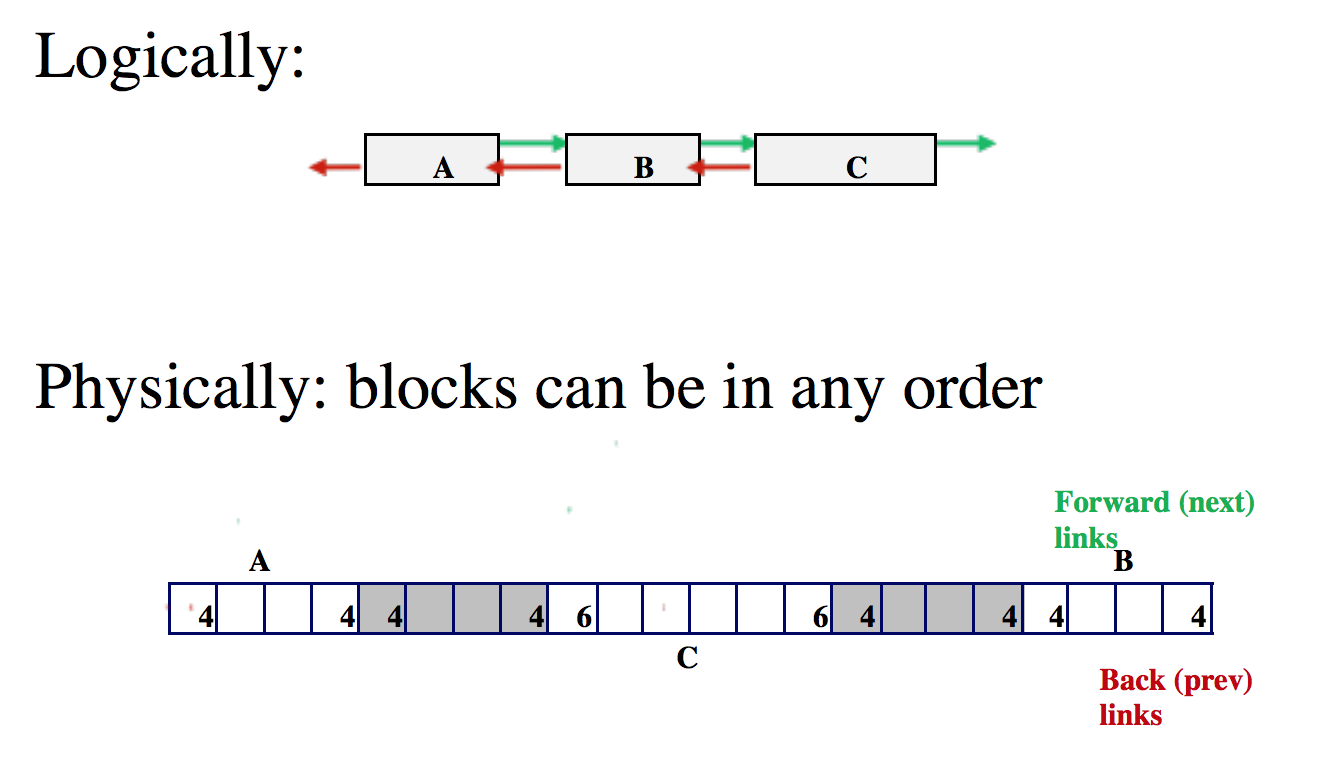 Logically:
A B C
Physically: blocks can be in any order
Forward (next)
links
A B
4 4 4 4 6 6 4 4 4 4
C
Back (prev)
links